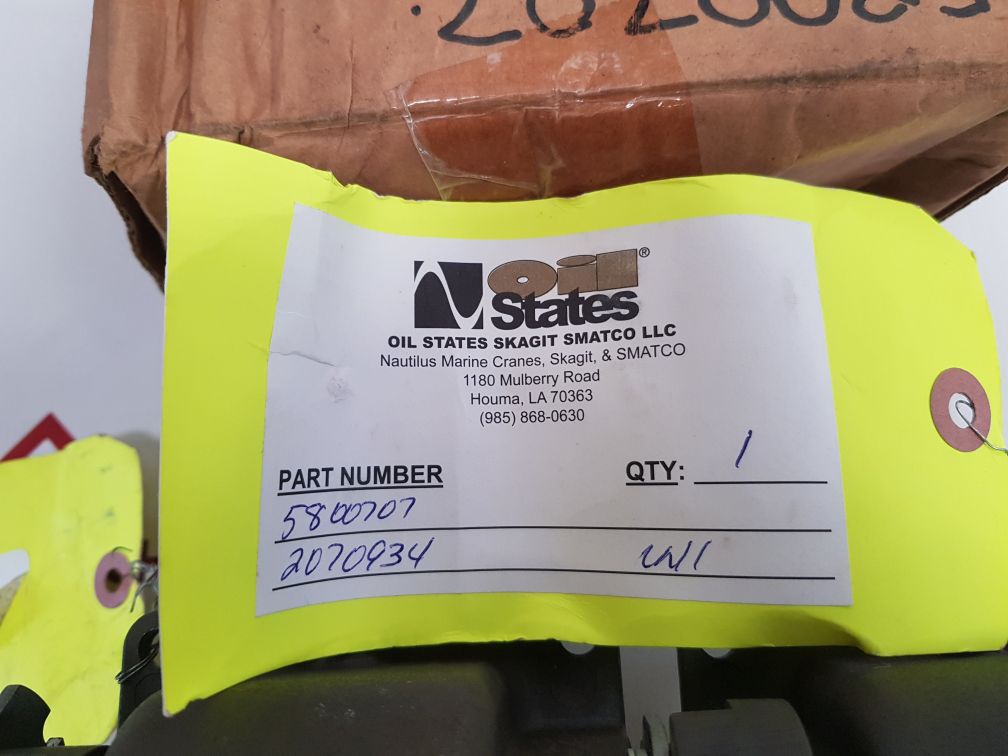 Oil®
States
OIL STATES SKAGIT SMATCO LLC
Nautilus Marine Cranes, Skagit, & SMATCO
1180 Mulberry Road
Houma, LA 70363
(985) 868-0630
PART NUMBER QTY: 1
5800707
2070934